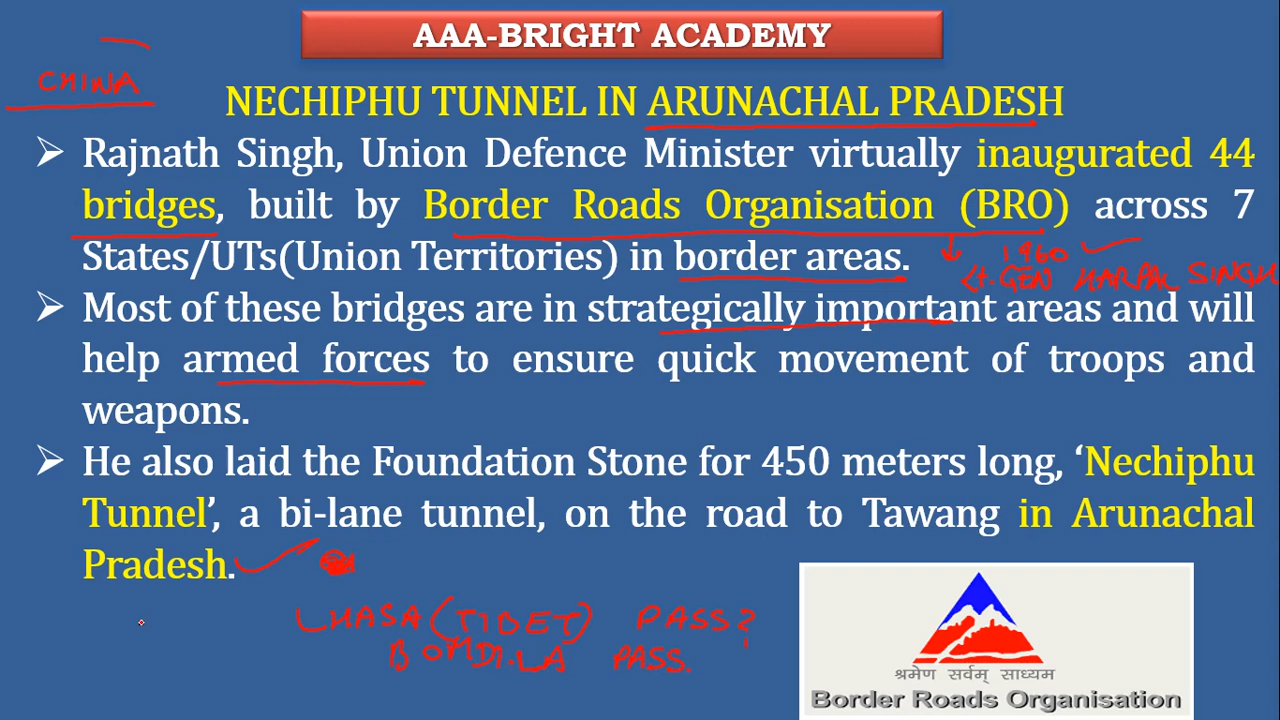 AAA-BRIGHT ACADEMY
CHINA
NECHIPHU TUNNEL IN ARUNACHAL PRADESH
➢ Rajnath Singh, Union Defence Minister virtually inaugurated 44
bridges, built by Border Roads Organisation (BRO) across 7
States/UTs(Union Territories) in border areas.
1960
Lt. GEN HARPAL SINGH
➢ Most of these bridges are in strategically important areas and will
help armed forces to ensure quick movement of troops and
weapons.
➢ He also laid the Foundation Stone for 450 meters long, ‘Nechiphu
Tunnel’, a bi-lane tunnel, on the road to Tawang in Arunachal
Pradesh.
LHASA (TIBET) PASS?
BOMDI.LA PASS.
श्रमेण सर्वम् साध्यम
Border Roads Organisation